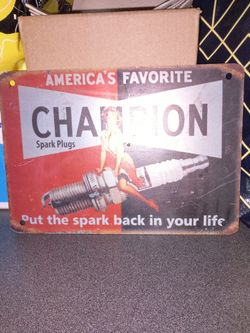 AMERICA'S FAVORITE
CHAMPION
Spark Plugs
Put the spark back in your life